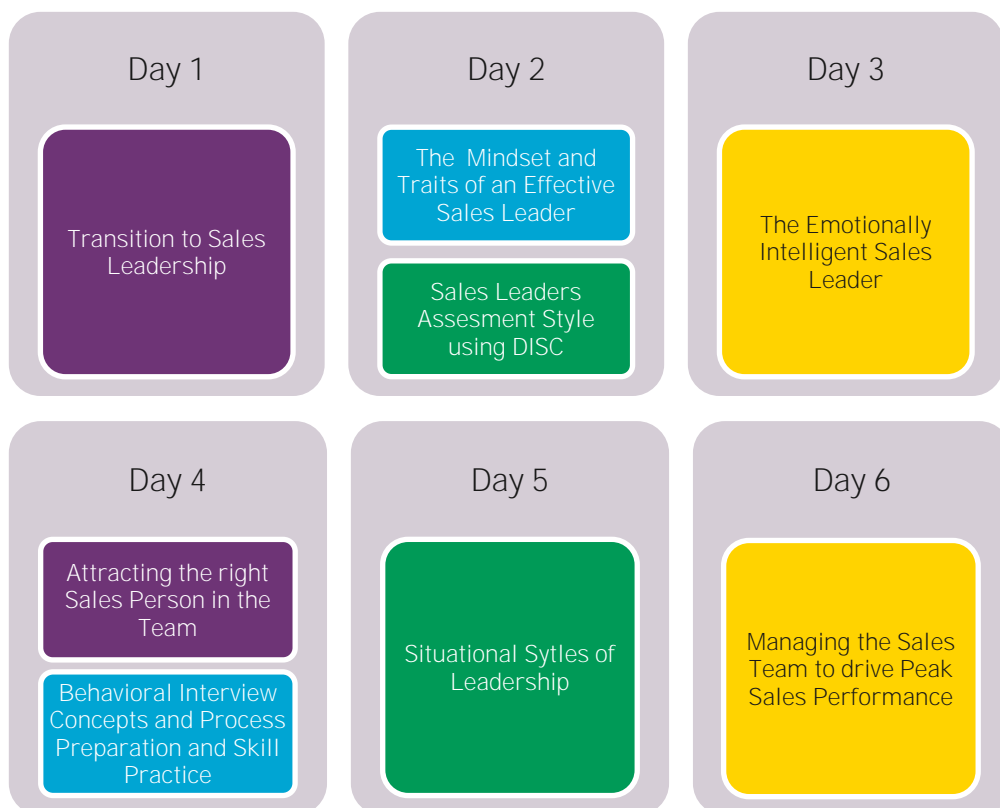 Day 1
Transition to Sales
Leadership
Day 2
The Mindset and
Traits of an Effective
Sales Leader
Sales Leaders
Assesment Style
using DISC
Day 3
The Emotionally
Intelligent Sales
Leader
Day 4
Attracting the right
Sales Person in the
Team
Behavioral Interview
Concepts and Process
Preparation and Skill
Practice
Day 5
Situational Sytles of
Leadership
Day 6
Managing the Sales
Team to drive Peak
Sales Performance